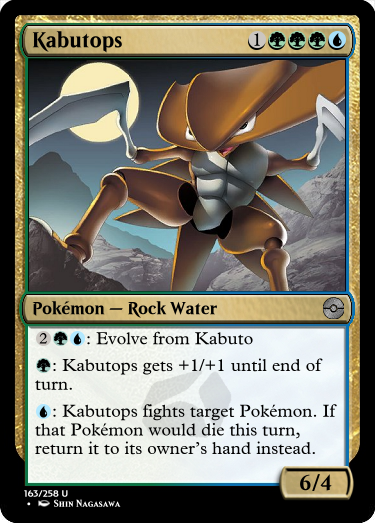 Kabutops 1
Pokémon — Rock Water
2 : Evolve from Kabuto
: Kabutops gets +1/+1 until end of
turn.
: Kabutops fights target Pokémon. If
that Pokémon would die this turn,
return it to its owner's hand instead.
6/4
163/258 U
• Shin Nagasawa